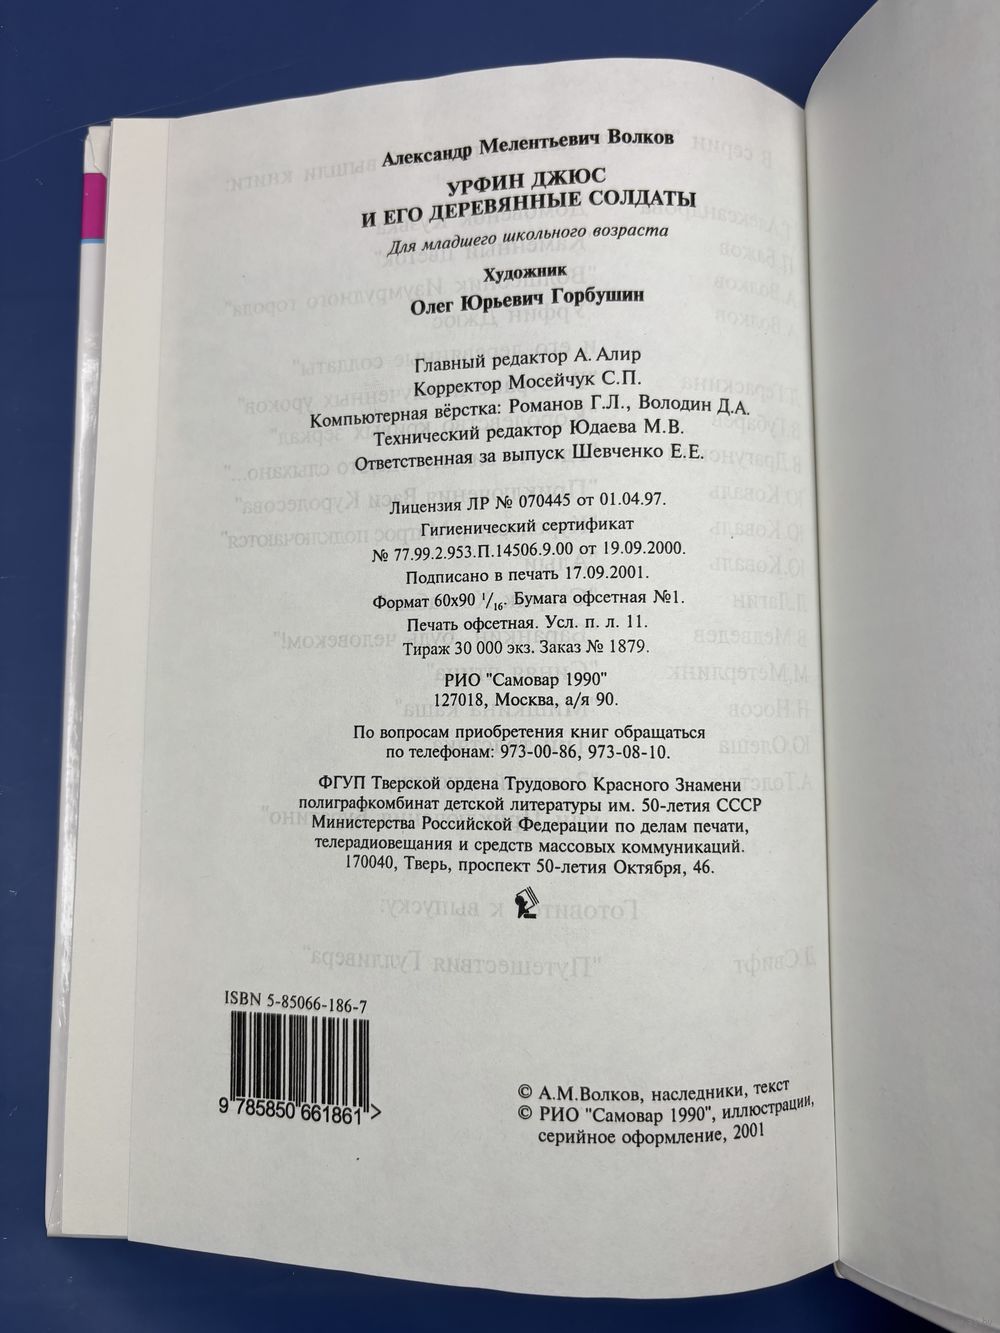 Александр Мелентьевич Волков
УРФИН ДЖЮС
И ЕГО ДЕРЕВЯННЫЕ СОЛДАТЫ
Для младшего школьного возраста
Художник
Олег Юрьевич Горбушин
Главный редактор А. Алир
Корректор Мосейчук С.П.
Компьютерная вёрстка: Романов Г.Л., Володин Д.А.
Технический редактор Юдаева М.В.
Ответственная за выпуск Шевченко Е.Е.
Лицензия ЛР № 070445 от 01.04.97.
Гигиенический сертификат
№ 77.99.2.953.П.14506.9.00 от 19.09.2000.
Подписано в печать 17.09.2001.
Формат 60х90 1/16. Бумага офсетная №1.
Печать офсетная. Усл. п. л. 11.
Тираж 30 000 экз. Заказ № 1879.
РИО "Самовар 1990"
127018, Москва, а/я 90.
По вопросам приобретения книг обращаться
по телефонам: 973-00-86, 973-08-10.
ФГУП Тверской ордена Трудового Красного Знамени
полиграфкомбинат детской литературы им. 50-летия СССР
Министерства Российской Федерации по делам печати,
телерадиовещания и средств массовых коммуникаций.
170040, Тверь, проспект 50-летия Октября, 46.
ISBN 5-85066-186-7
9 785850 661861 >
© А.М.Волков, наследники, текст
© РИО "Самовар 1990", иллюстрации,
серийное оформление, 2001